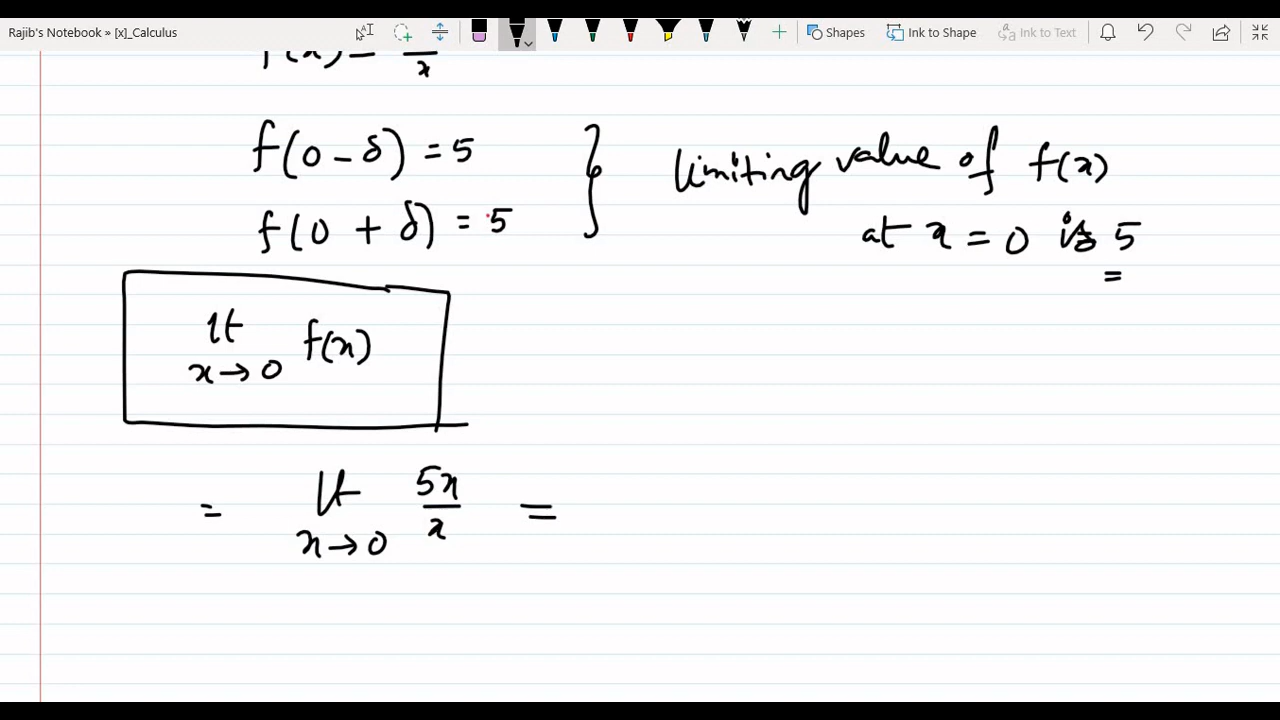 Rajib's Notebook » [x]_Calculus Shapes Ink to Shape Ink to Text
f(x) = /x
f(0 - δ) = 5
f(0 + δ) = 5
limiting value of f(x)
at x = 0 is 5
lt f(x)
x → 0
= lt 5x/x =
x → 0